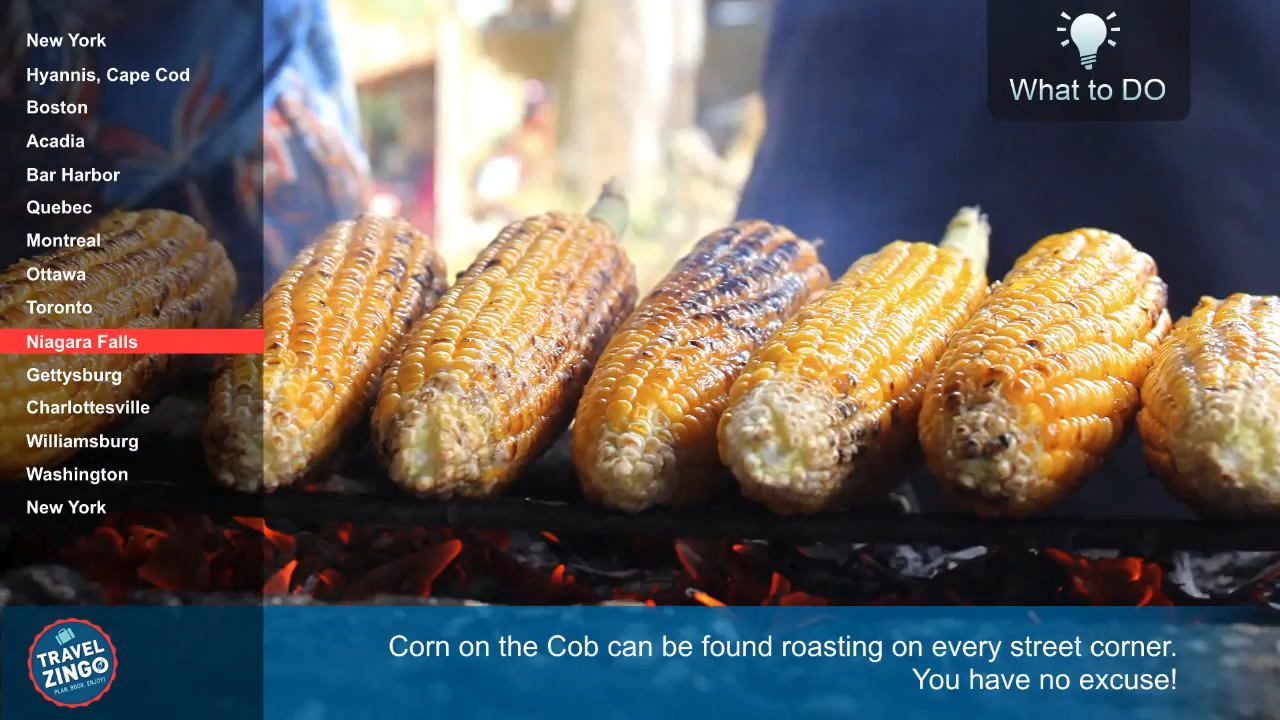 New York
Hyannis, Cape Cod
Boston
Acadia
Bar Harbor
Quebec
Montreal
Ottawa
Toronto
Niagara Falls
Gettysburg
Charlottesville
Williamsburg
Washington
New York
What to DO
Corn on the Cob can be found roasting on every street corner.
You have no excuse!
TRAVEL
ZINGO
PLAN. BOOK. ENJOY!